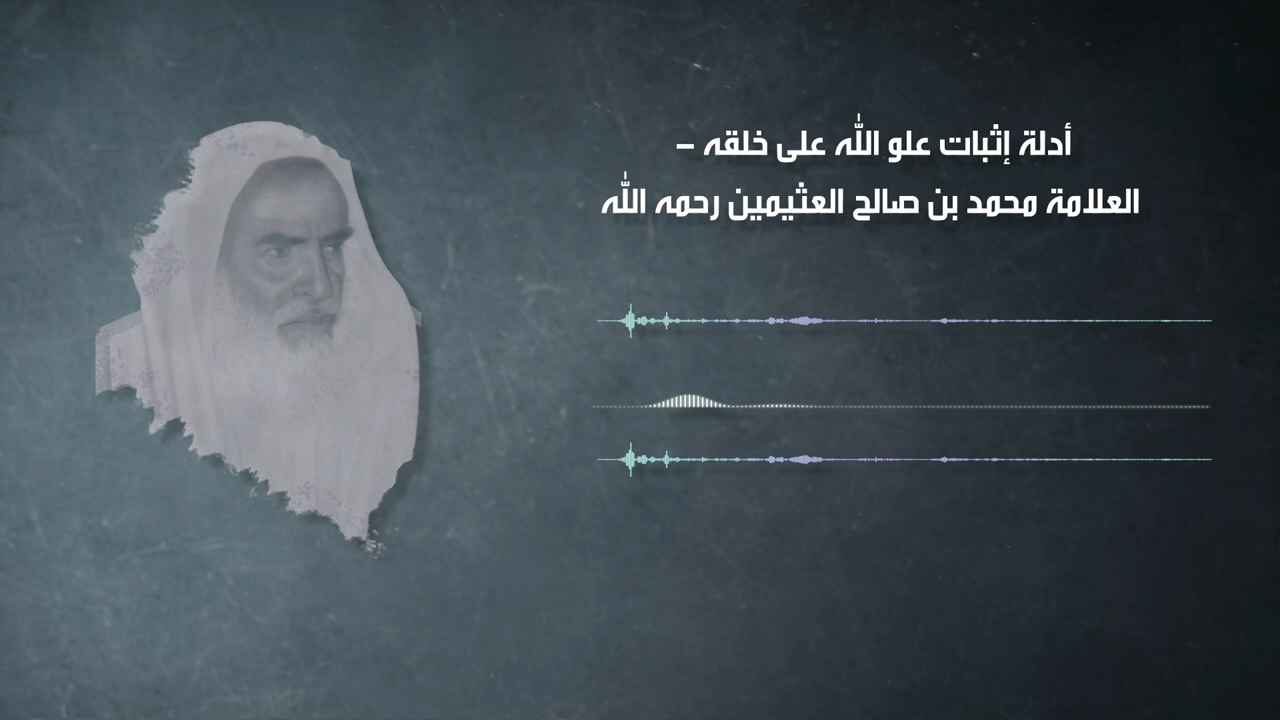 أدلة إثبات علو الله على خلقه –
العلامة محمد بن صالح العثيمين رحمه الله